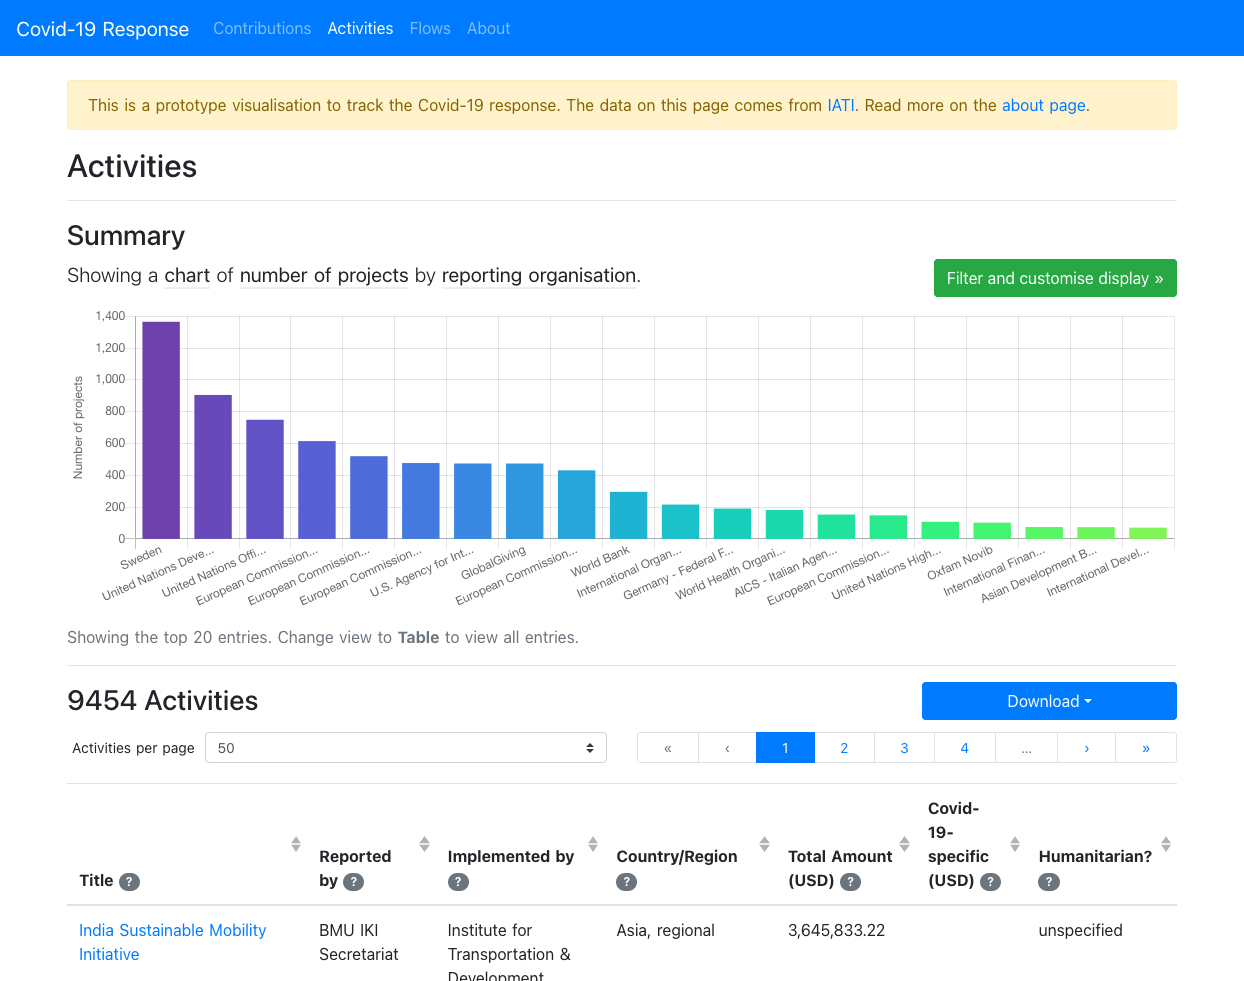 Covid-19 Response Contributions Activities Flows About
This is a prototype visualisation to track the Covid-19 response. The data on this page comes from IATI. Read more on the about page.
Activities
Summary
Showing a chart of number of projects by reporting organisation.
Filter and customise display »
Number of projects
1,400
1,200
1,000
800
600
400
200
0
Sweden
United Nations Deve...
United Nations Offi...
European Commission...
European Commission...
European Commission...
U.S. Agency for Int...
GlobalGiving
European Commission...
World Bank
International Organ...
Germany - Federal F...
World Health Organi...
AICS - Italian Agen...
European Commission...
United Nations High...
Oxfam Novib
International Finan...
Asian Development B...
International Devel...
Showing the top 20 entries. Change view to Table to view all entries.
9454 Activities
Download
Activities per page 50
« ‹ 1 2 3 4 ... › »
Title ?
Reported
by ?
Implemented by
?
Country/Region
?
Total Amount
(USD) ?
Covid-
19-
specific
(USD) ?
Humanitarian?
?
India Sustainable Mobility
Initiative
BMU IKI
Secretariat
Institute for
Transportation &
Development
Asia, regional
3,645,833.22
unspecified